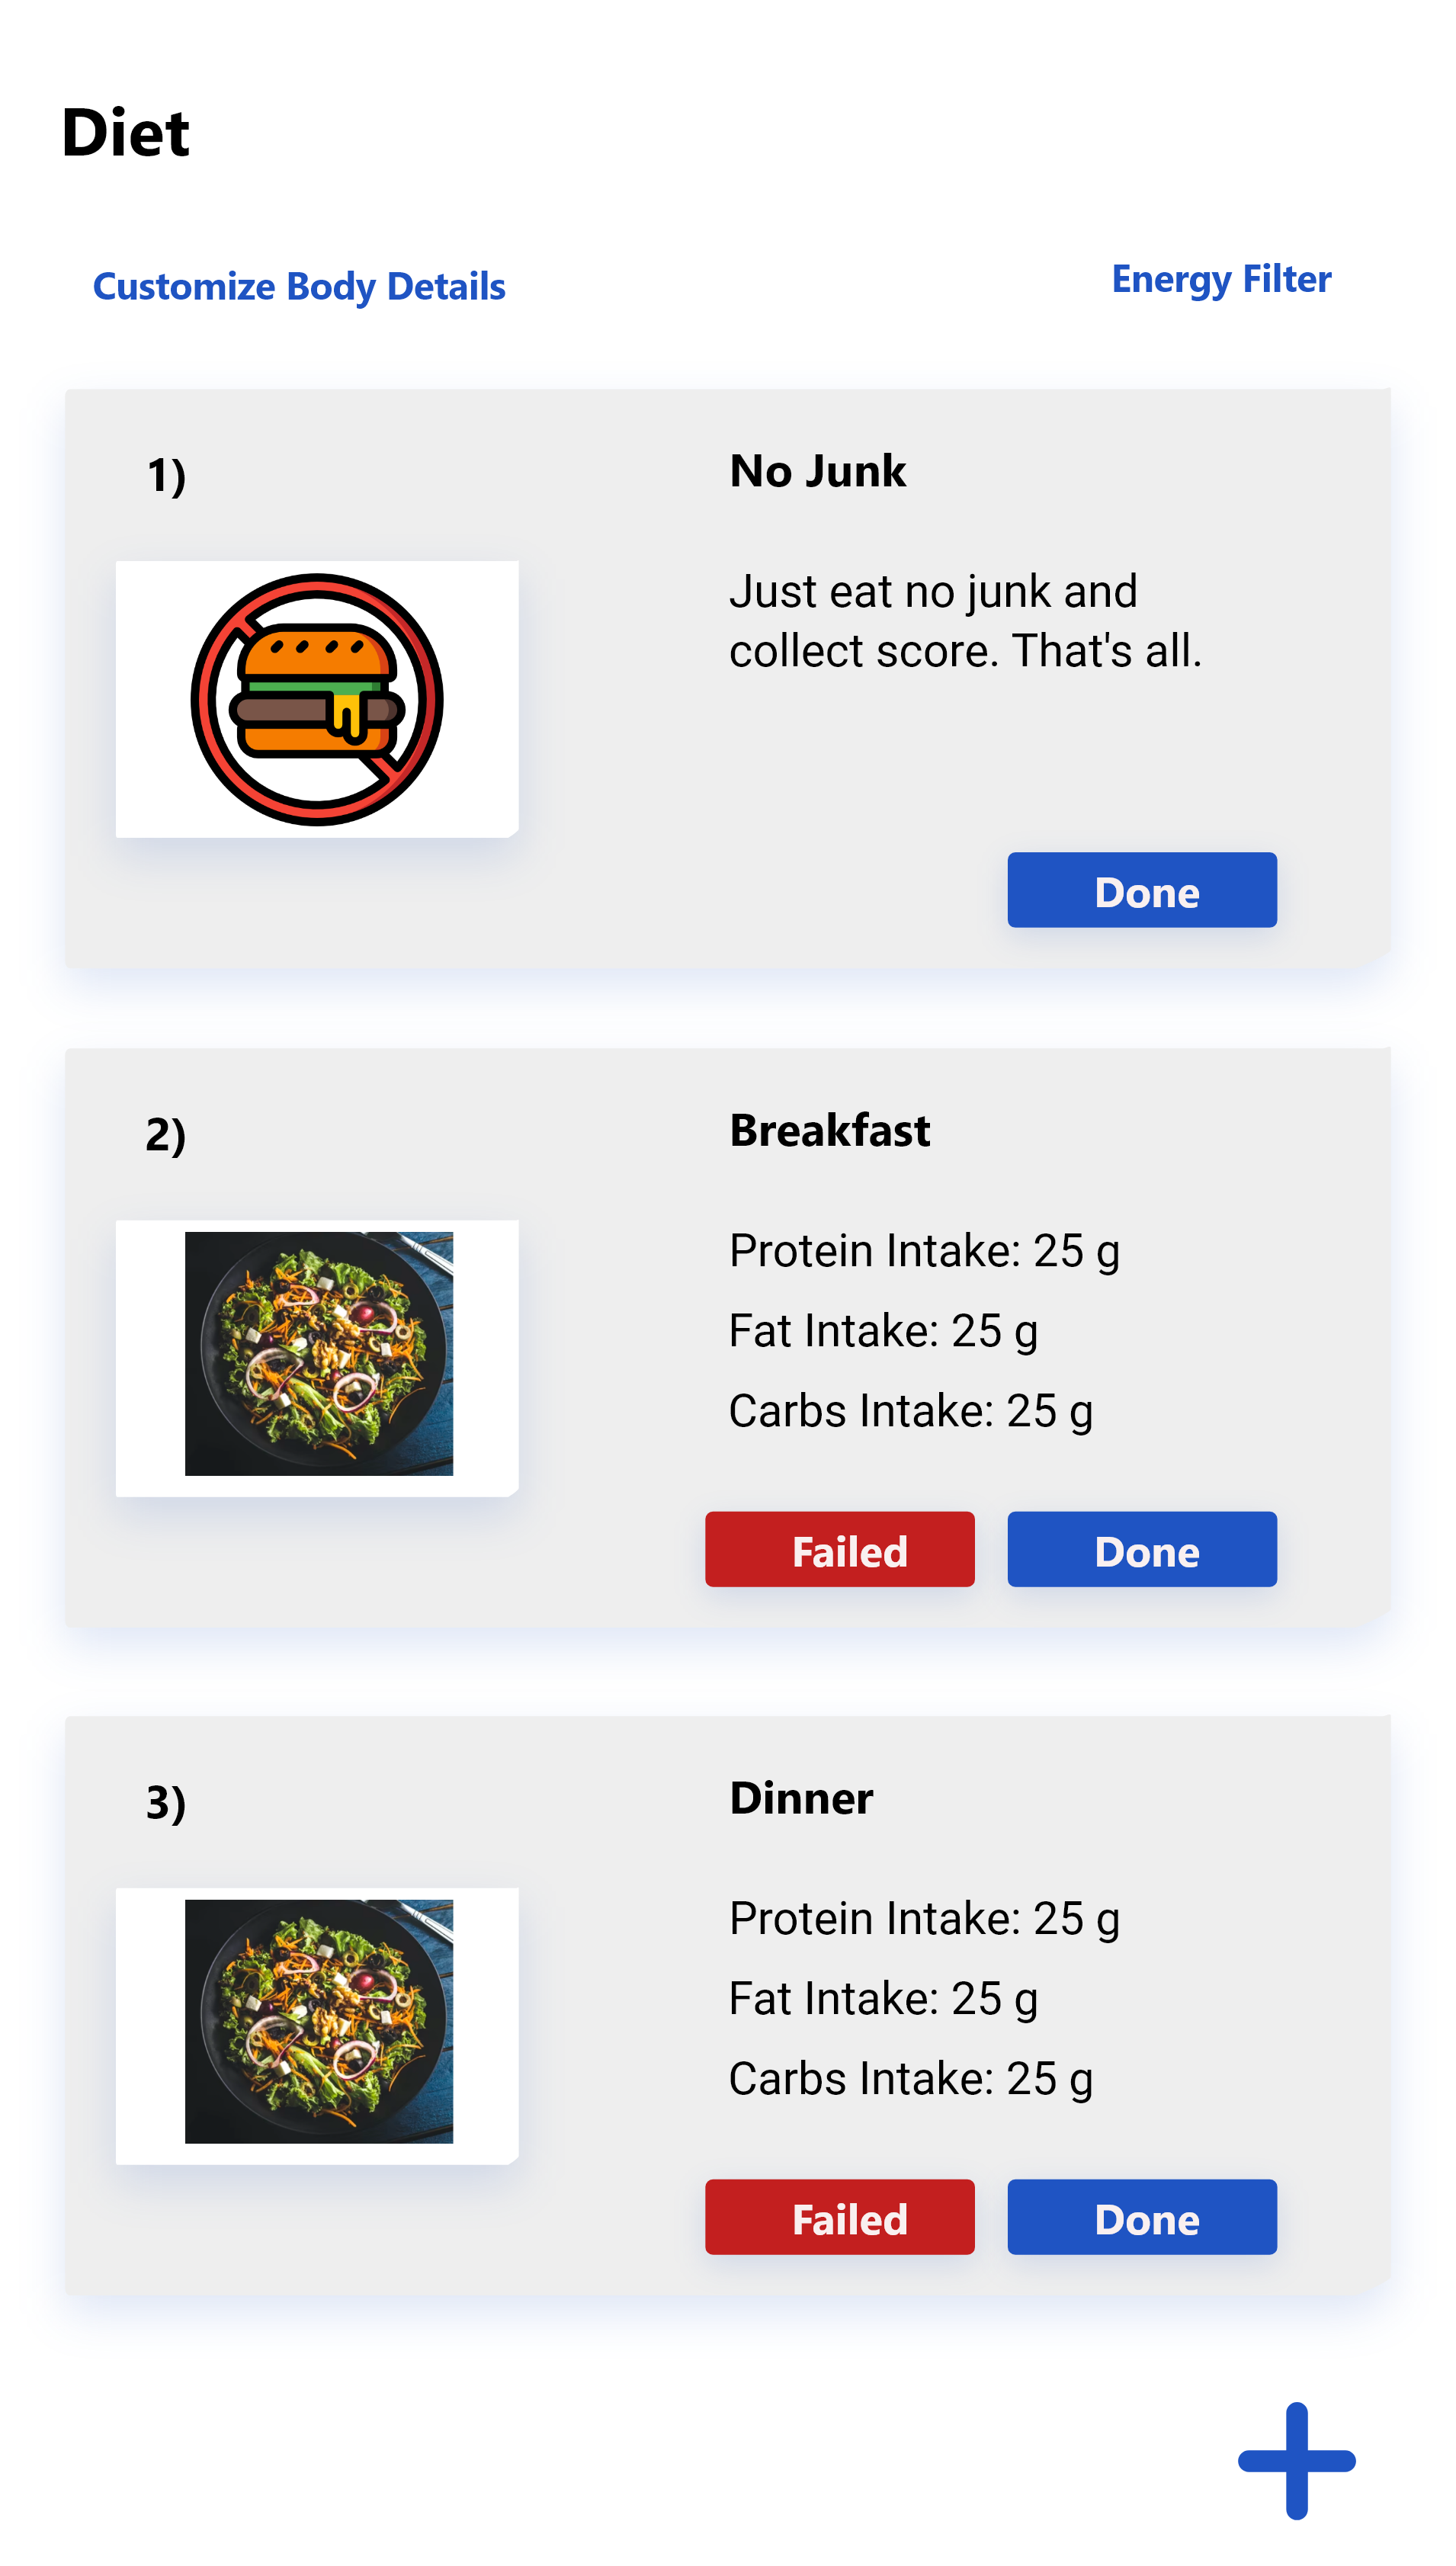 Diet
Customize Body Details
Energy Filter
1)
No Junk
Just eat no junk and
collect score. That's all.
Done
2)
Breakfast
Protein Intake: 25 g
Fat Intake: 25 g
Carbs Intake: 25 g
Failed
Done
3)
Dinner
Protein Intake: 25 g
Fat Intake: 25 g
Carbs Intake: 25 g
Failed
Done